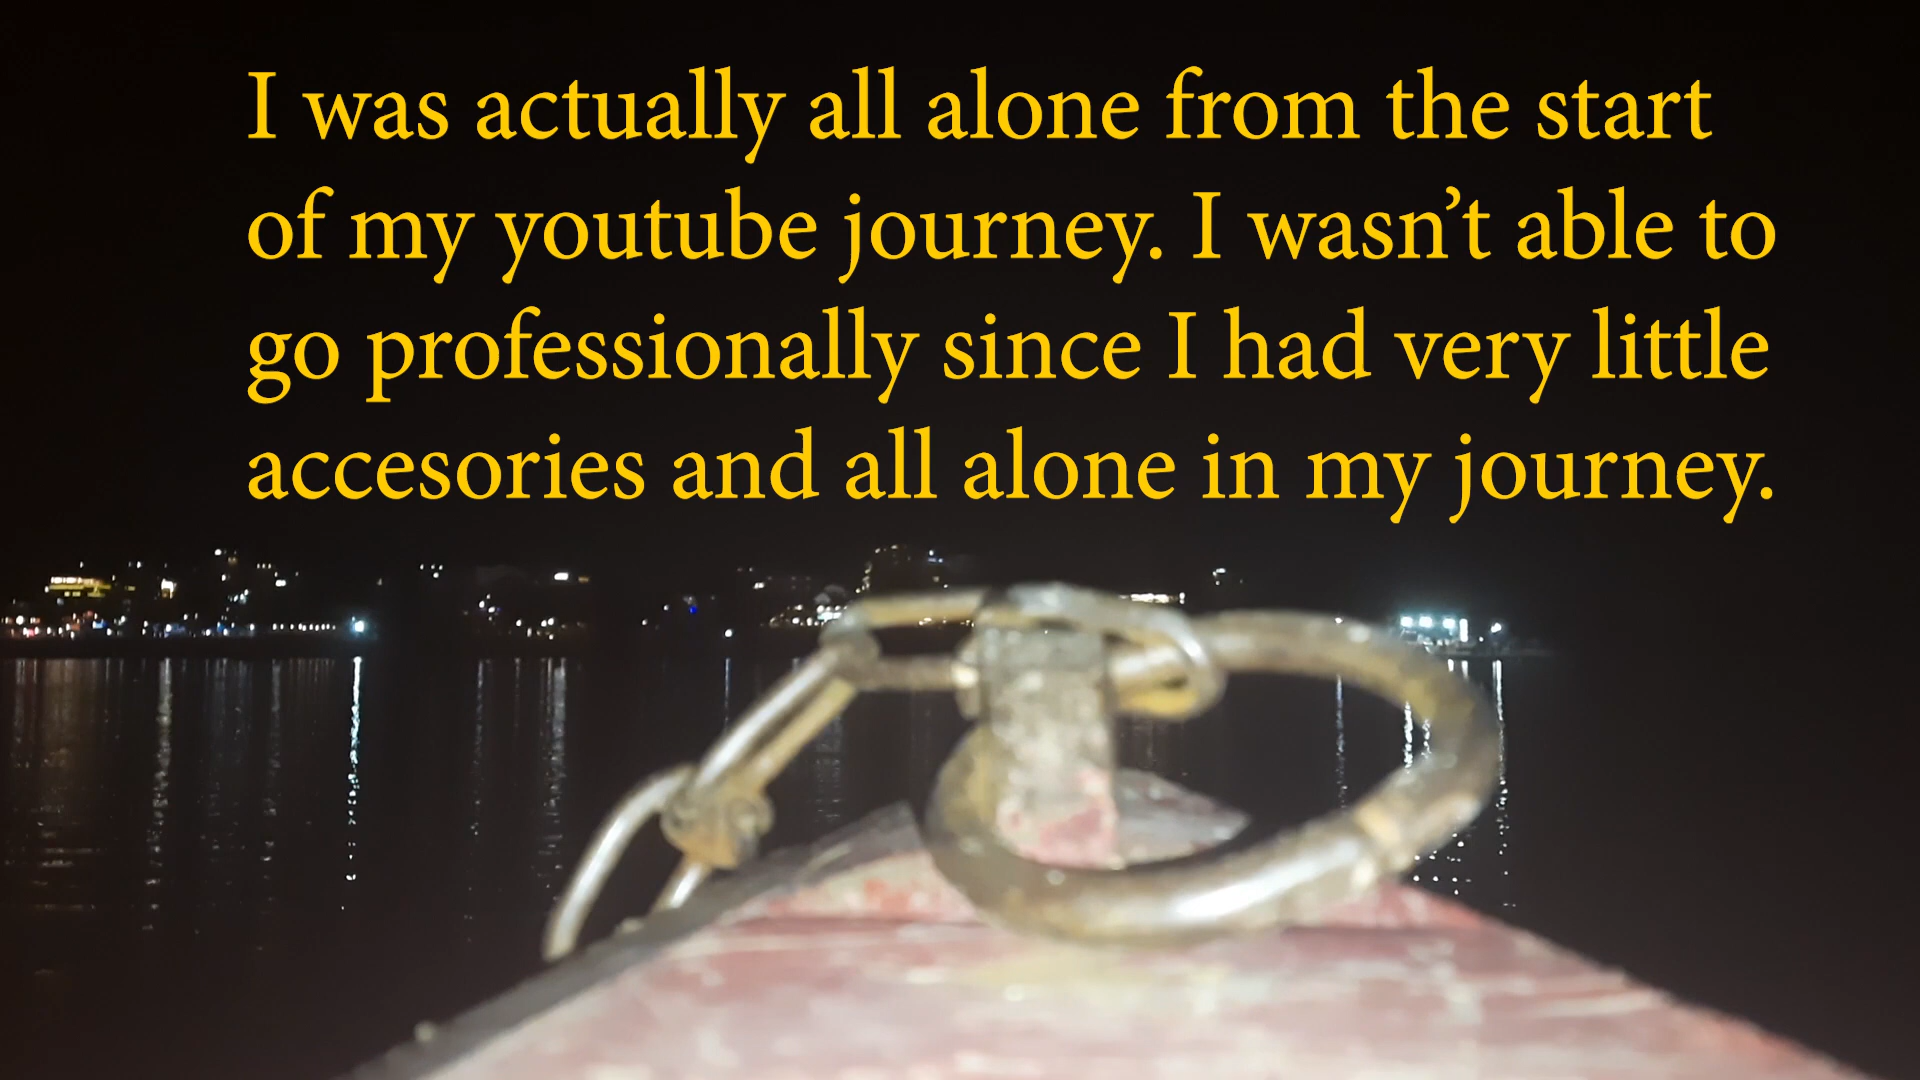 I was actually all alone from the start
of my youtube journey. I wasn’t able to
go professionally since I had very little
accesories and all alone in my journey.